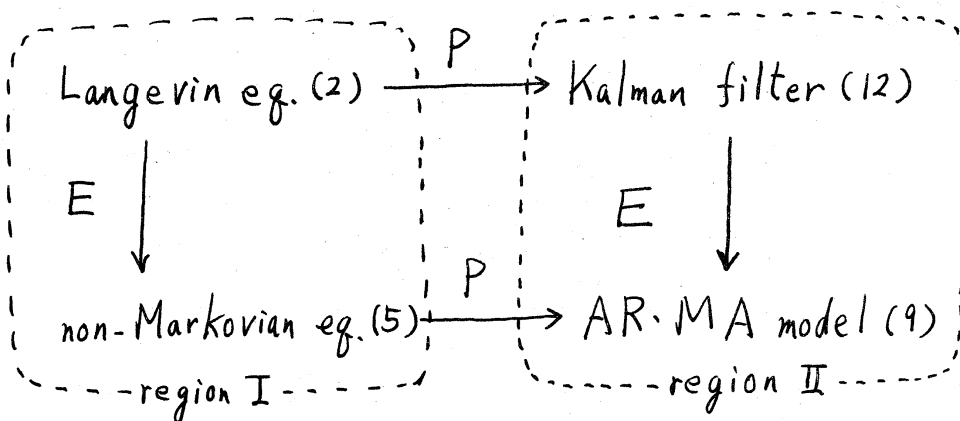 P
Langevin eq. (2) Kalman filter (12)
E E
P
non-Markovian eq. (5) AR·MA model (9)
region I region II